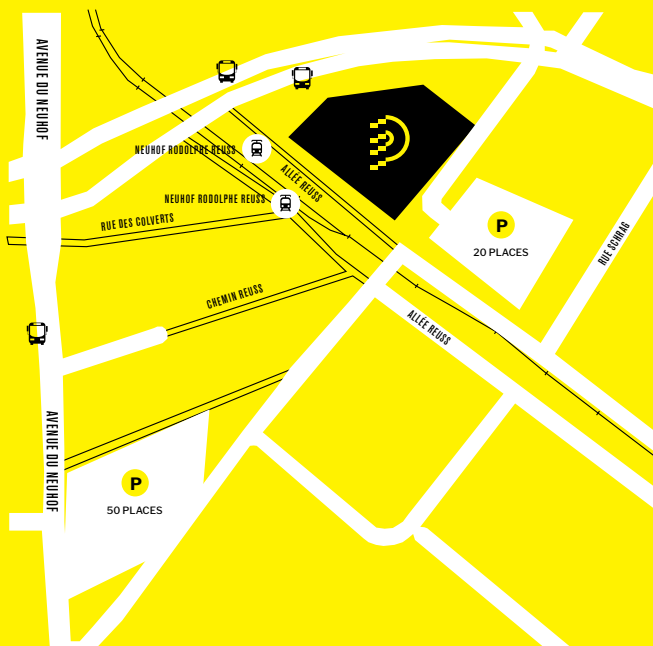 AVENUE DU NEUHOF
NEUHOF RODOLPRE REUSS
ALLÉE REUSS
NEUHOF RODOLPHE REUSS
RUE DES COLVERTS
P
20 PLACES
RUE SCHRAG
CHEMIN REUSS
ALLÉE REUSS
AVENUE DU NEUHOF
P
50 PLACES